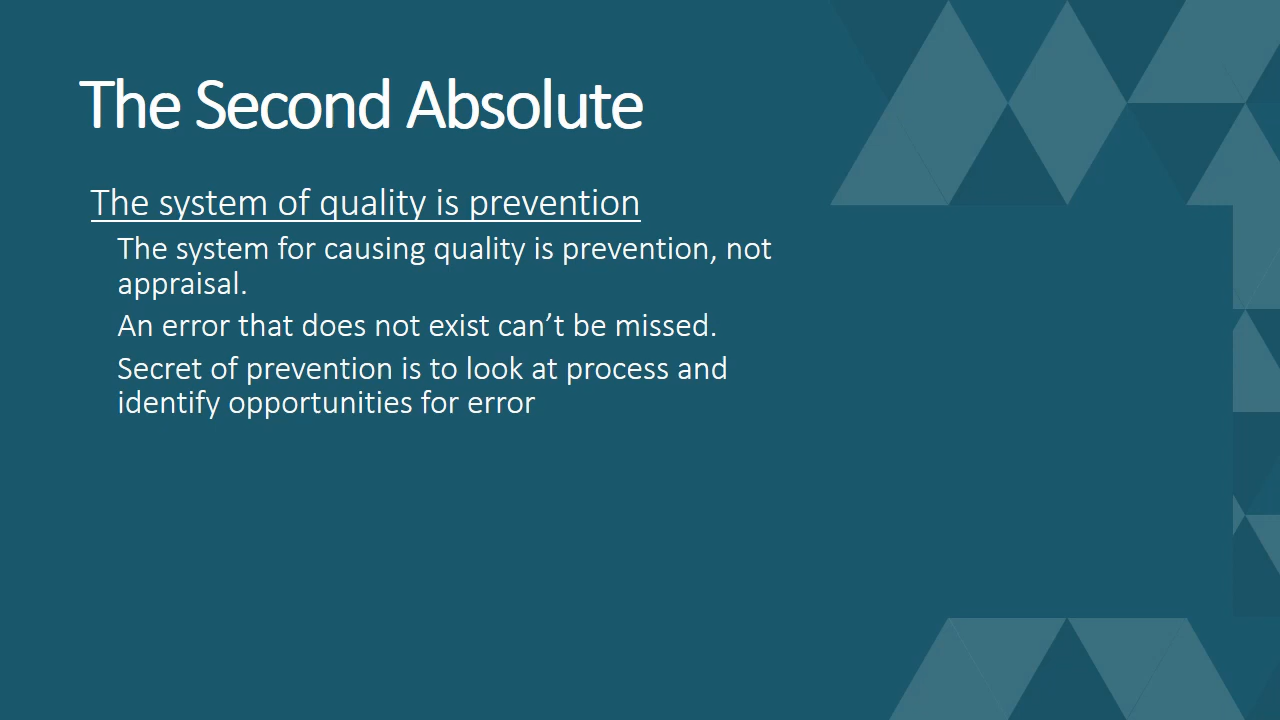 The Second Absolute
The system of quality is prevention
The system for causing quality is prevention, not
appraisal.
An error that does not exist can’t be missed.
Secret of prevention is to look at process and
identify opportunities for error